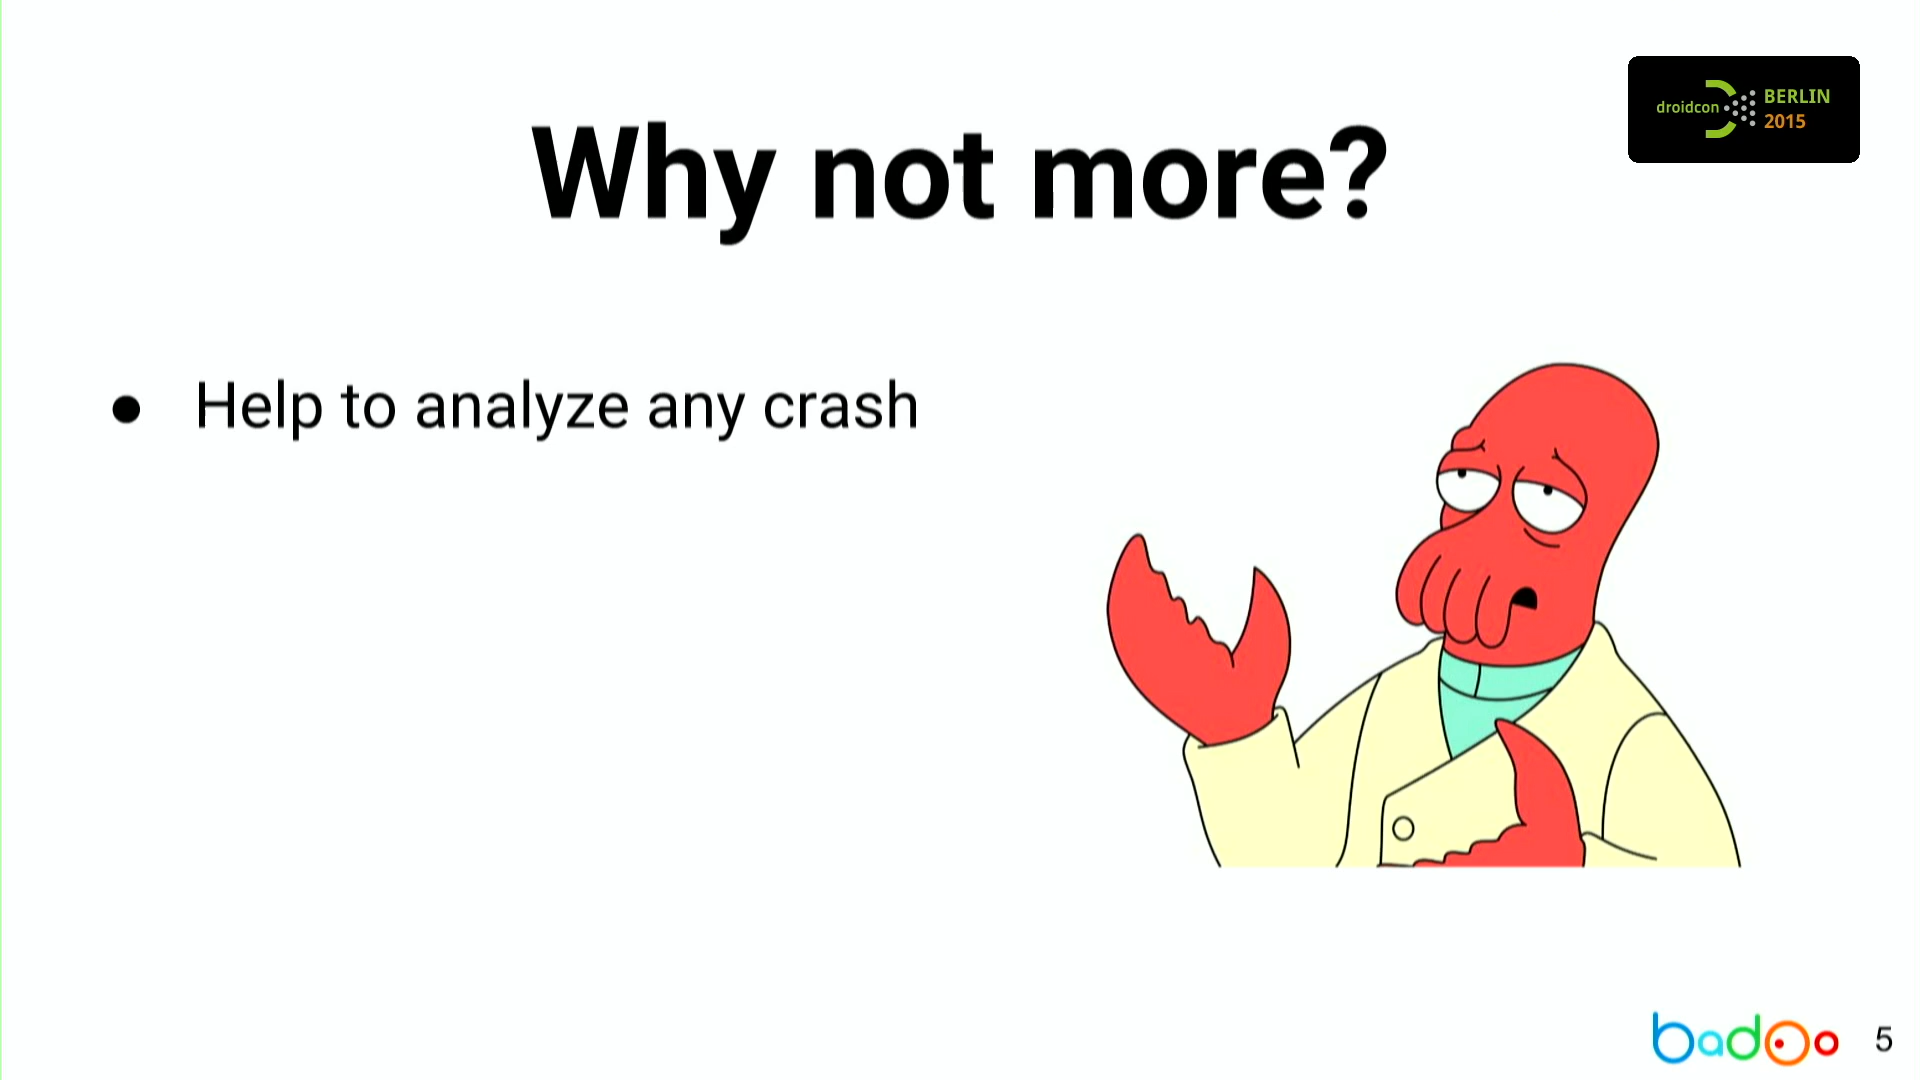 droidcon
BERLIN
2015
Why not more?
● Help to analyze any crash
badoo
5